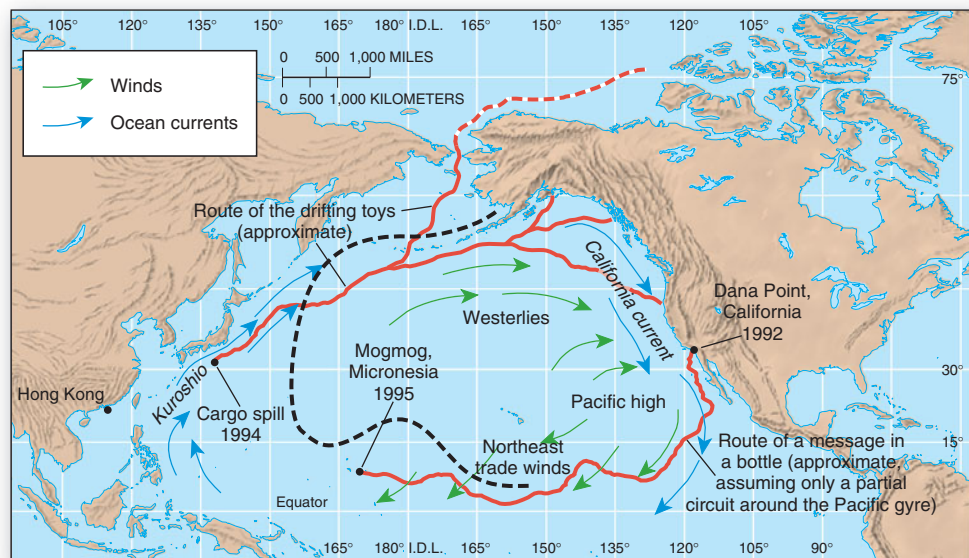 105° 120° 135° 150° 165° I.D.L. 165° 150° 135° 120° 105°
0 500 1,000 MILES
0 500 1,000 KILOMETERS
Winds
Ocean currents
75°
Route of the drifting toys
(approximate)
California current
Westerlies
Dana Point,
California
1992
Mogmog,
Micronesia
1995
30°
Hong Kong
Kuroshio
Cargo spill
1994
Pacific high
15°
Northeast
trade winds
Route of a message in
a bottle (approximate,
assuming only a partial
circuit around the Pacific gyre)
Equator
165° I.D.L. 165° 150° 135° 120° 105° 90°